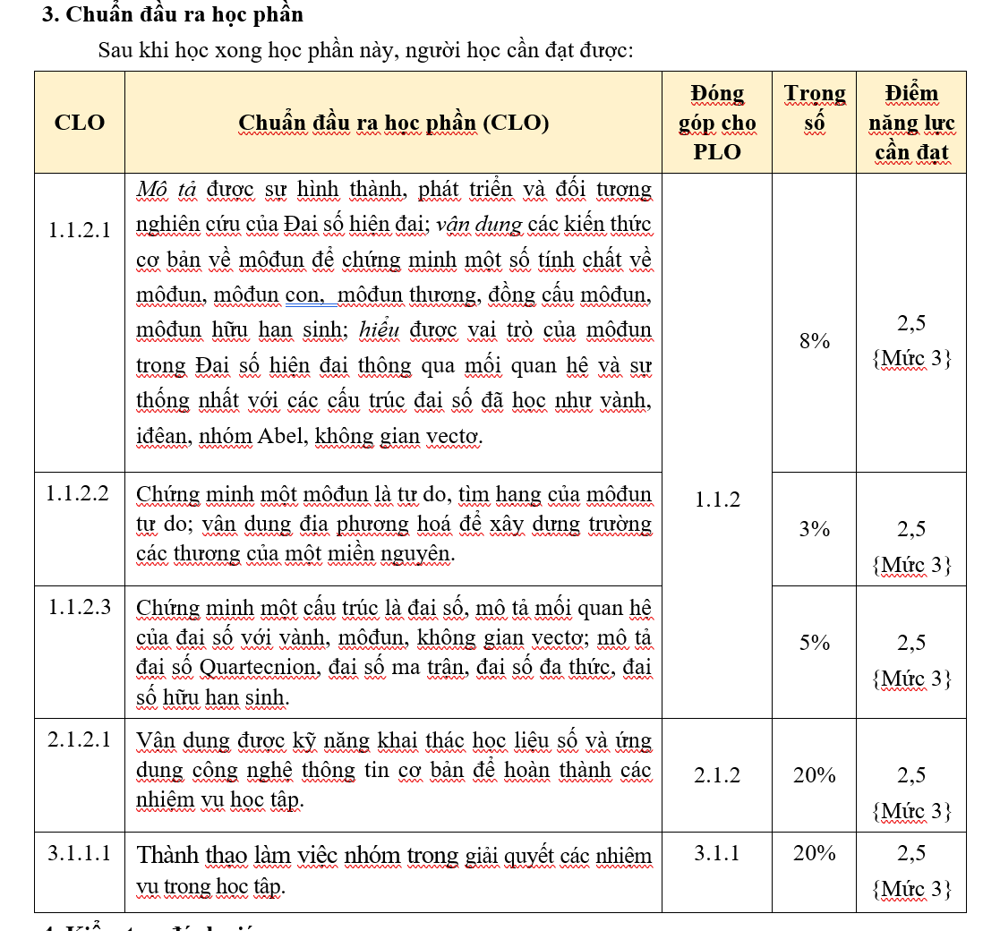 3. Chuẩn đầu ra học phần
Sau khi học xong học phần này, người học cần đạt được:
CLO
Chuẩn đầu ra học phần (CLO)
Đóng
góp cho
PLO
Trọng
số
Điểm
năng lực
cần đạt
1.1.2.1
Mô tả được sự hình thành, phát triển và đối tượng
nghiên cứu của Đại số hiện đại; vận dụng các kiến thức
cơ bản về môđun để chứng minh một số tính chất về
môđun, môđun con, môđun thương, đồng cấu môđun,
môđun hữu hạn sinh; hiểu được vai trò của môđun
trong Đại số hiện đại thông qua mối quan hệ và sự
thống nhất với các cấu trúc đại số đã học như vành,
iđêan, nhóm Abel, không gian vectơ.
1.1.2
8%
2,5
{Mức 3}
1.1.2.2
Chứng minh một môđun là tự do, tìm hạng của môđun
tự do; vận dụng địa phương hoá để xây dựng trường
các thương của một miền nguyên.
3%
2,5
{Mức 3}
1.1.2.3
Chứng minh một cấu trúc là đại số, mô tả mối quan hệ
của đại số với vành, môđun, không gian vectơ; mô tả
đại số Quartecnion, đại số ma trận, đại số đa thức, đại
số hữu hạn sinh.
5%
2,5
{Mức 3}
2.1.2.1
Vận dụng được kỹ năng khai thác học liệu số và ứng
dụng công nghệ thông tin cơ bản để hoàn thành các
nhiệm vụ học tập.
2.1.2
20%
2,5
{Mức 3}
3.1.1.1
Thành thạo làm việc nhóm trong giải quyết các nhiệm
vụ trong học tập.
3.1.1
20%
2,5
{Mức 3}